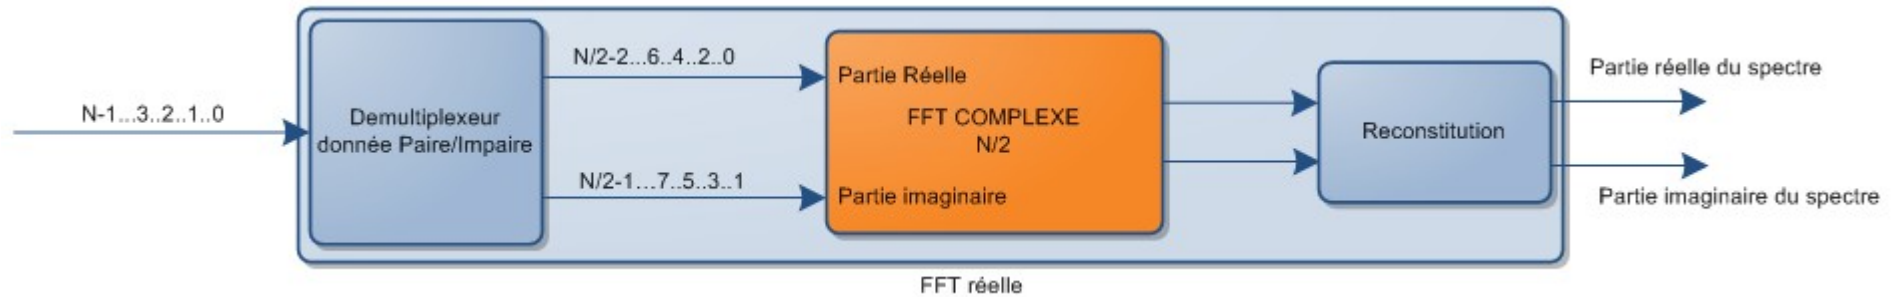 N-1...3..2..1..0
Demultiplexeur
donnée Paire/Impaire
N/2-2...6..4..2..0
N/2-1...7..5..3..1
Partie Réelle
FFT COMPLEXE
N/2
Partie imaginaire
Reconstitution
Partie réelle du spectre
Partie imaginaire du spectre
FFT réelle